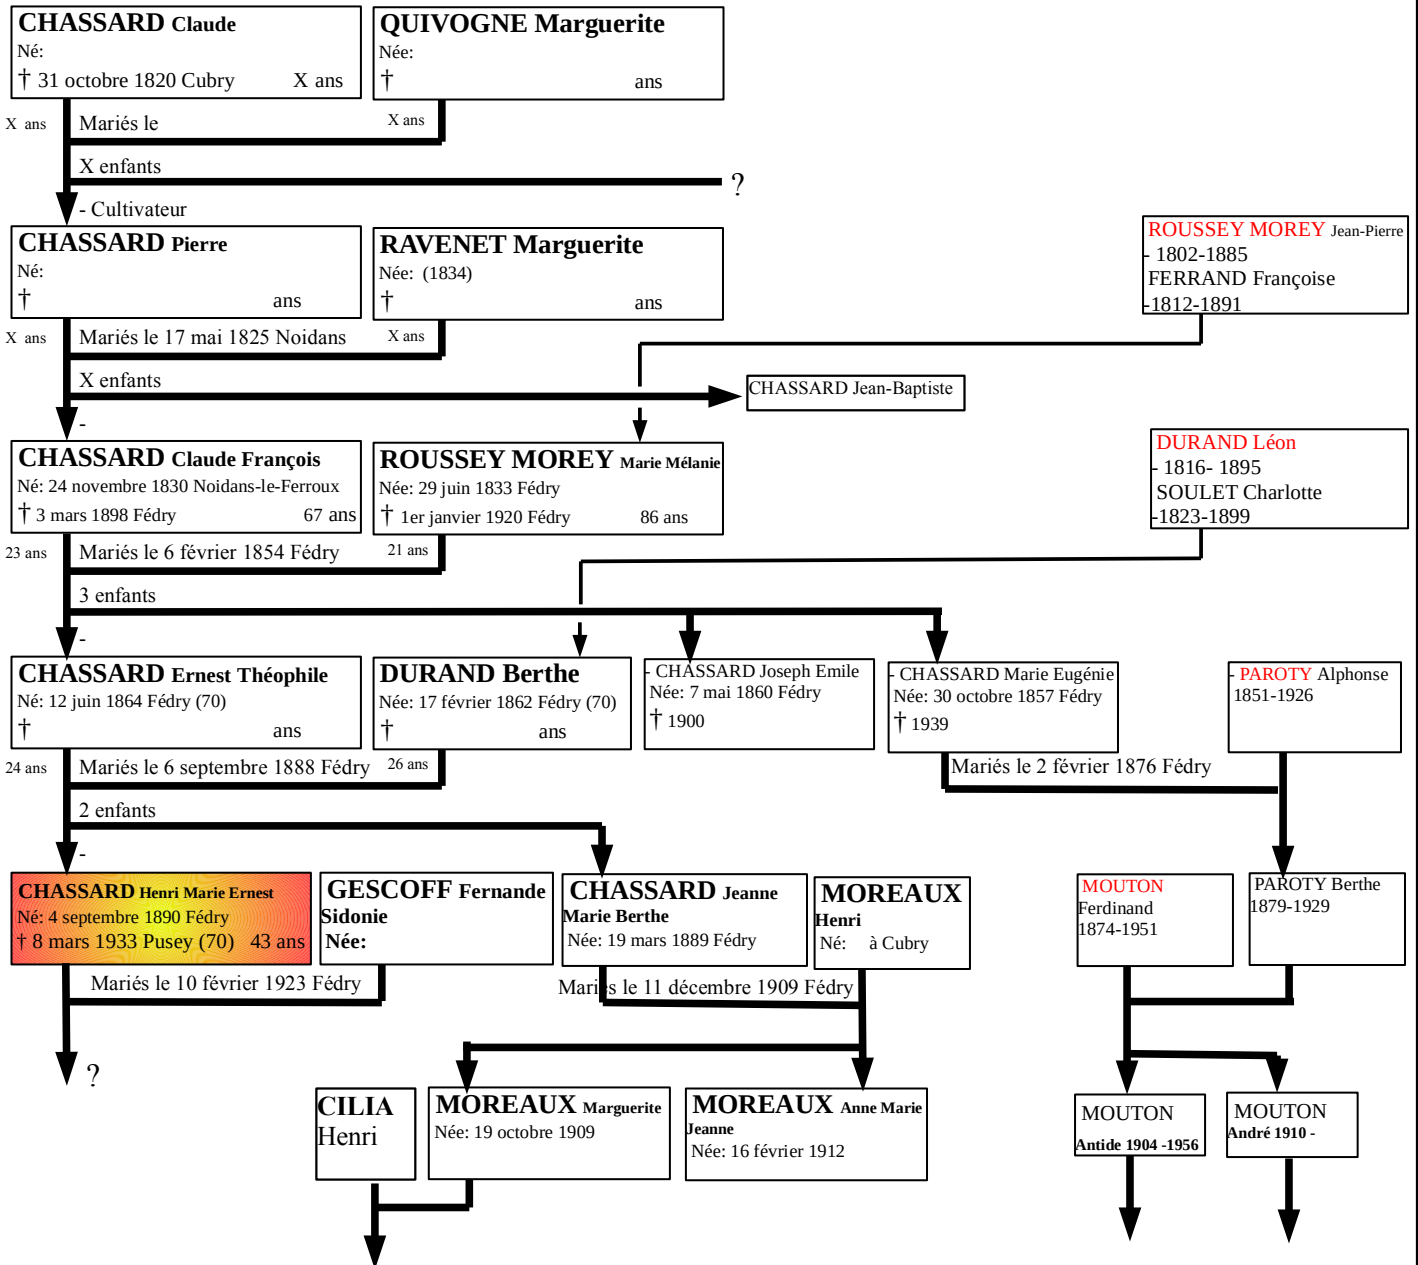 CHASSARD Claude
Né:
† 31 octobre 1820 Cubry X ans
QUIVOGNE Marguerite
Née:
† ans
X ans
Mariés le
X ans
X enfants
?
- Cultivateur
CHASSARD Pierre
Né:
† ans
RAVENET Marguerite
Née: (1834)
† ans
ROUSSEY MOREY Jean-Pierre
- 1802-1885
FERRAND Françoise
-1812-1891
X ans
Mariés le 17 mai 1825 Noidans
X ans
X enfants
CHASSARD Jean-Baptiste
-
CHASSARD Claude François
Né: 24 novembre 1830 Noidans-le-Ferroux
† 3 mars 1898 Fédry 67 ans
ROUSSEY MOREY Marie Mélanie
Née: 29 juin 1833 Fédry
† 1er janvier 1920 Fédry 86 ans
DURAND Léon
- 1816- 1895
SOULET Charlotte
-1823-1899
23 ans
Mariés le 6 février 1854 Fédry
21 ans
3 enfants
-
CHASSARD Ernest Théophile
Né: 12 juin 1864 Fédry (70)
† ans
DURAND Berthe
Née: 17 février 1862 Fédry (70)
† ans
- CHASSARD Joseph Emile
Née: 7 mai 1860 Fédry
† 1900
- CHASSARD Marie Eugénie
Née: 30 octobre 1857 Fédry
† 1939
- PAROTY Alphonse
1851-1926
24 ans
Mariés le 6 septembre 1888 Fédry
26 ans
Mariés le 2 février 1876 Fédry
2 enfants
-
CHASSARD Henri Marie Ernest
Né: 4 septembre 1890 Fédry
† 8 mars 1933 Pusey (70) 43 ans
GESCOFF Fernande
Sidonie
Née:
CHASSARD Jeanne
Marie Berthe
Née: 19 mars 1889 Fédry
MOREAUX
Henri
Né: à Cubry
MOUTON
Ferdinand
1874-1951
PAROTY Berthe
1879-1929
Mariés le 10 février 1923 Fédry
Mariés le 11 décembre 1909 Fédry
?
CILIA
Henri
MOREAUX Marguerite
Née: 19 octobre 1909
MOREAUX Anne Marie
Jeanne
Née: 16 février 1912
MOUTON
Antide 1904 -1956
MOUTON
André 1910 -